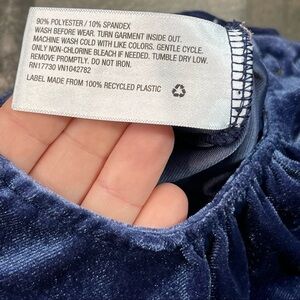 90% POLYESTER / 10% SPANDEX
WASH BEFORE WEAR. TURN GARMENT INSIDE OUT.
MACHINE WASH COLD WITH LIKE COLORS. GENTLE CYCLE.
ONLY NON-CHLORINE BLEACH IF NEEDED. TUMBLE DRY LOW.
REMOVE PROMPTLY. DO NOT IRON.
RN17730 VN1042782
LABEL MADE FROM 100% RECYCLED PLASTIC